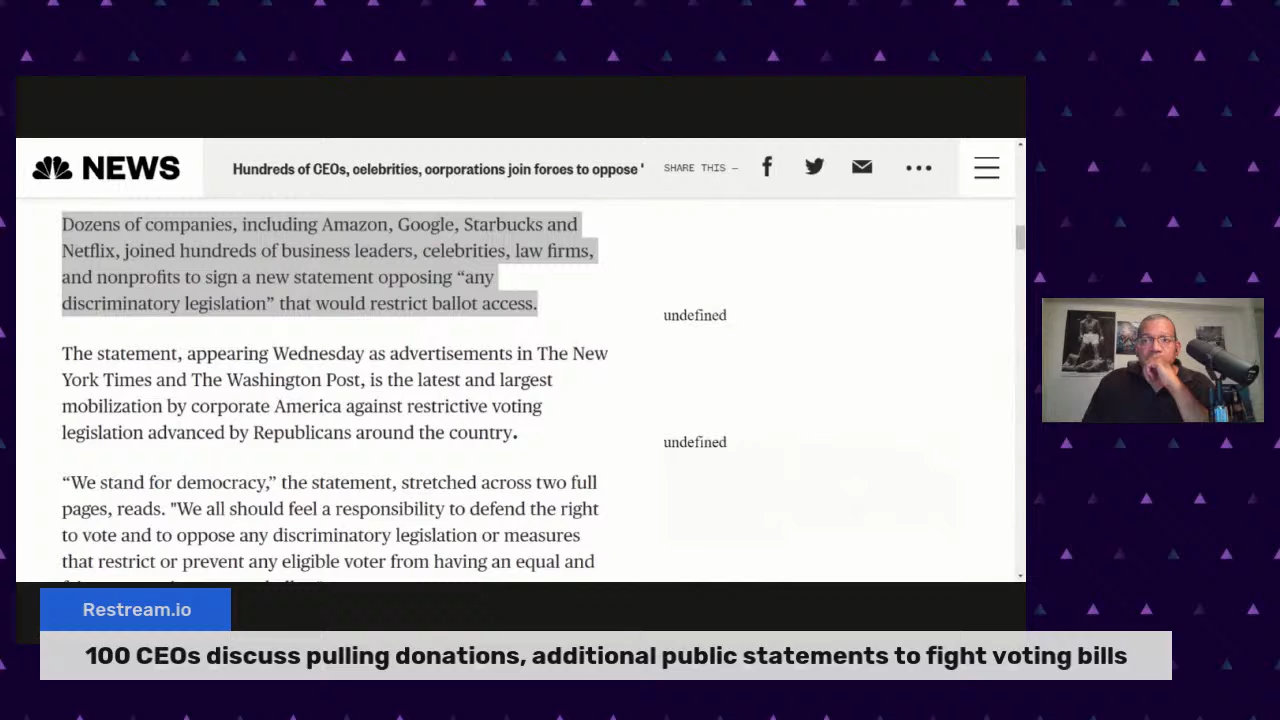 NEWS
Hundreds of CEOs, celebrities, corporations join forces to oppose '
SHARE THIS —
Dozens of companies, including Amazon, Google, Starbucks and
Netflix, joined hundreds of business leaders, celebrities, law firms,
and nonprofits to sign a new statement opposing “any
discriminatory legislation” that would restrict ballot access.
undefined
The statement, appearing Wednesday as advertisements in The New
York Times and The Washington Post, is the latest and largest
mobilization by corporate America against restrictive voting
legislation advanced by Republicans around the country.
undefined
“We stand for democracy,” the statement, stretched across two full
pages, reads. "We all should feel a responsibility to defend the right
to vote and to oppose any discriminatory legislation or measures
that restrict or prevent any eligible voter from having an equal and
Restream.io
100 CEOs discuss pulling donations, additional public statements to fight voting bills